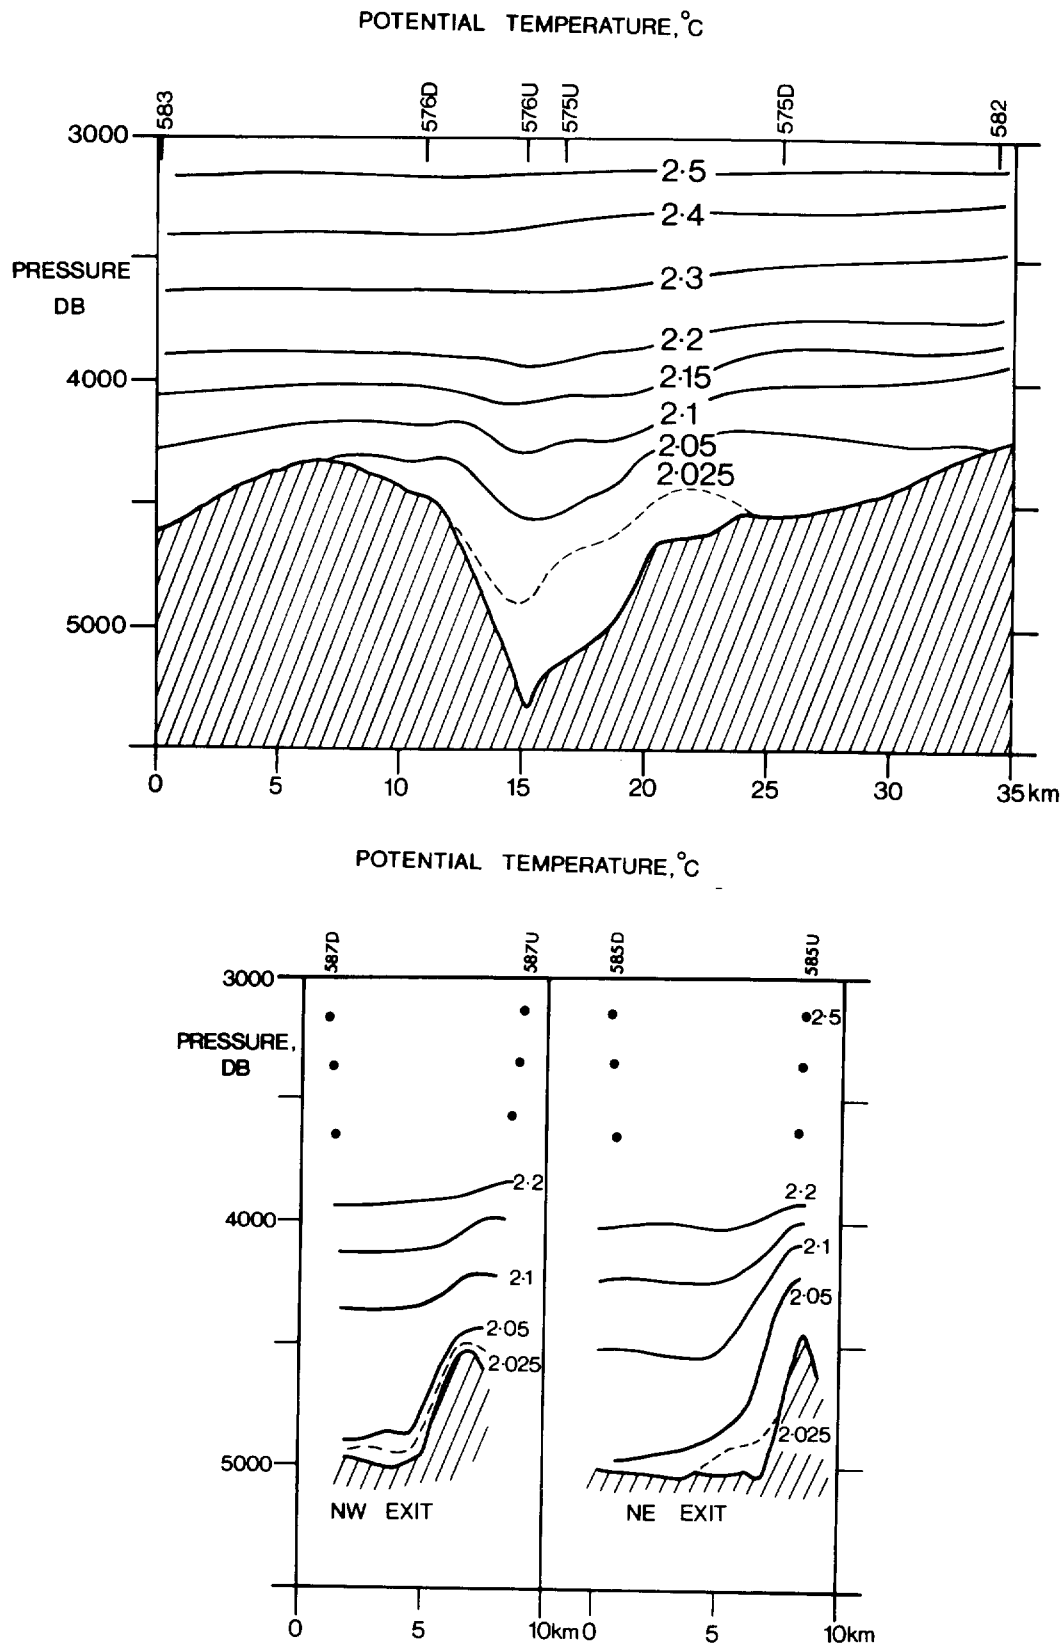 POTENTIAL TEMPERATURE, °C
583 576D 576U 575U 575D 582
3000
2·5
2·4
PRESSURE
DB
2·3
2·2
4000
2·15
2·1
2·05
2·025
5000
0 5 10 15 20 25 30 35 km
POTENTIAL TEMPERATURE, °C
587D 587U 585D 585U
3000
2·5
PRESSURE,
DB
2·2 2·2
4000
2·1 2·1
2·05 2·05
2·025 2·025
5000
NW EXIT NE EXIT
0 5 10km 0 5 10km